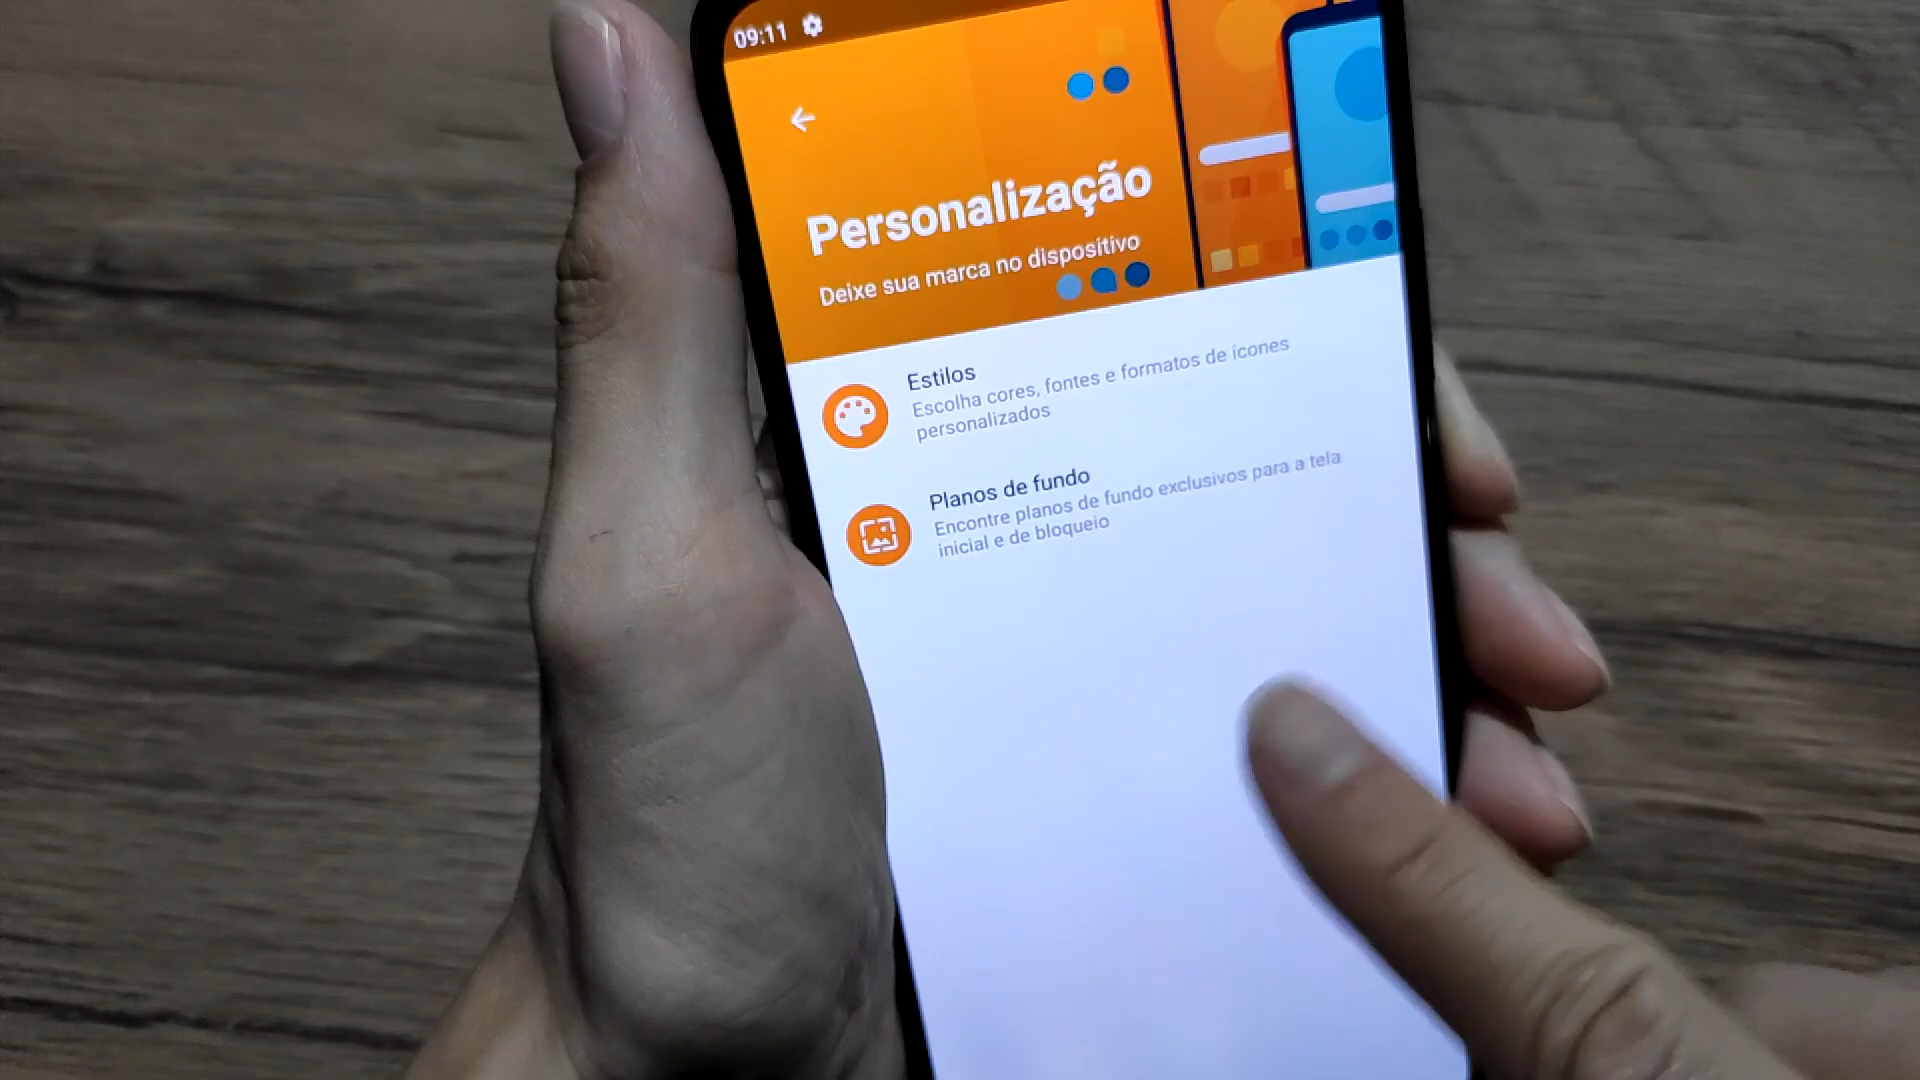 09:11
Personalização
Deixe sua marca no dispositivo
Estilos
Escolha cores, fontes e formatos de ícones
personalizados
Planos de fundo
Encontre planos de fundo exclusivos para a tela
inicial e de bloqueio